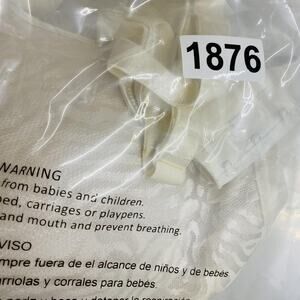 1876
WARNING
from babies and children.
bed, carriages or playpens.
and mouth and prevent breathing.
VISO
mpre fuera de el alcance de niños y de bebés
arriolas y corrales para bebés.